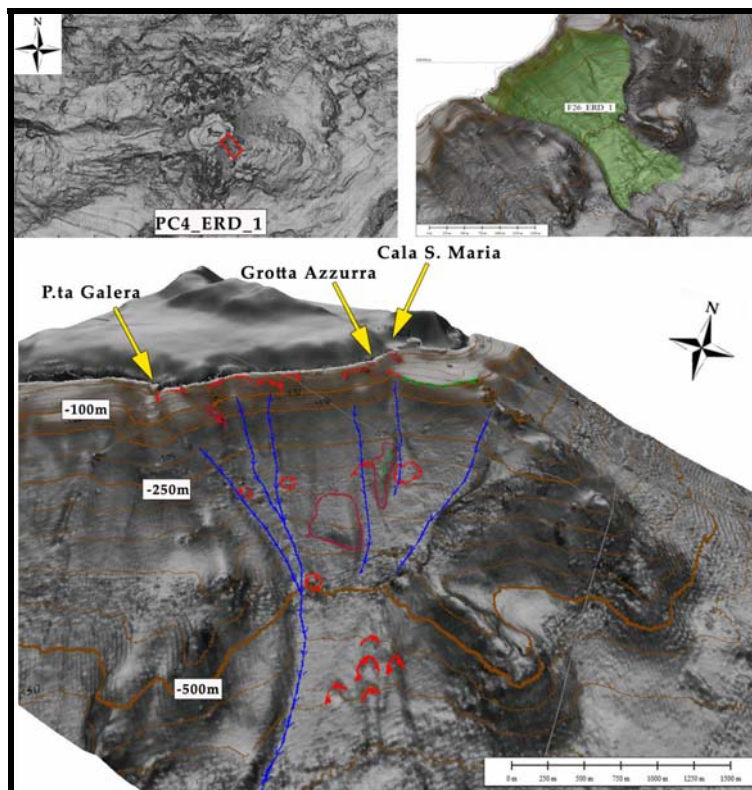 N
PC4_ERD_1
F26_ERD_1
Cala S. Maria
Grotta Azzurra
P.ta Galera
N
-100m
-250m
-500m
0 m 250 m 500 m 750 m 1000 m 1250 m 1500 m